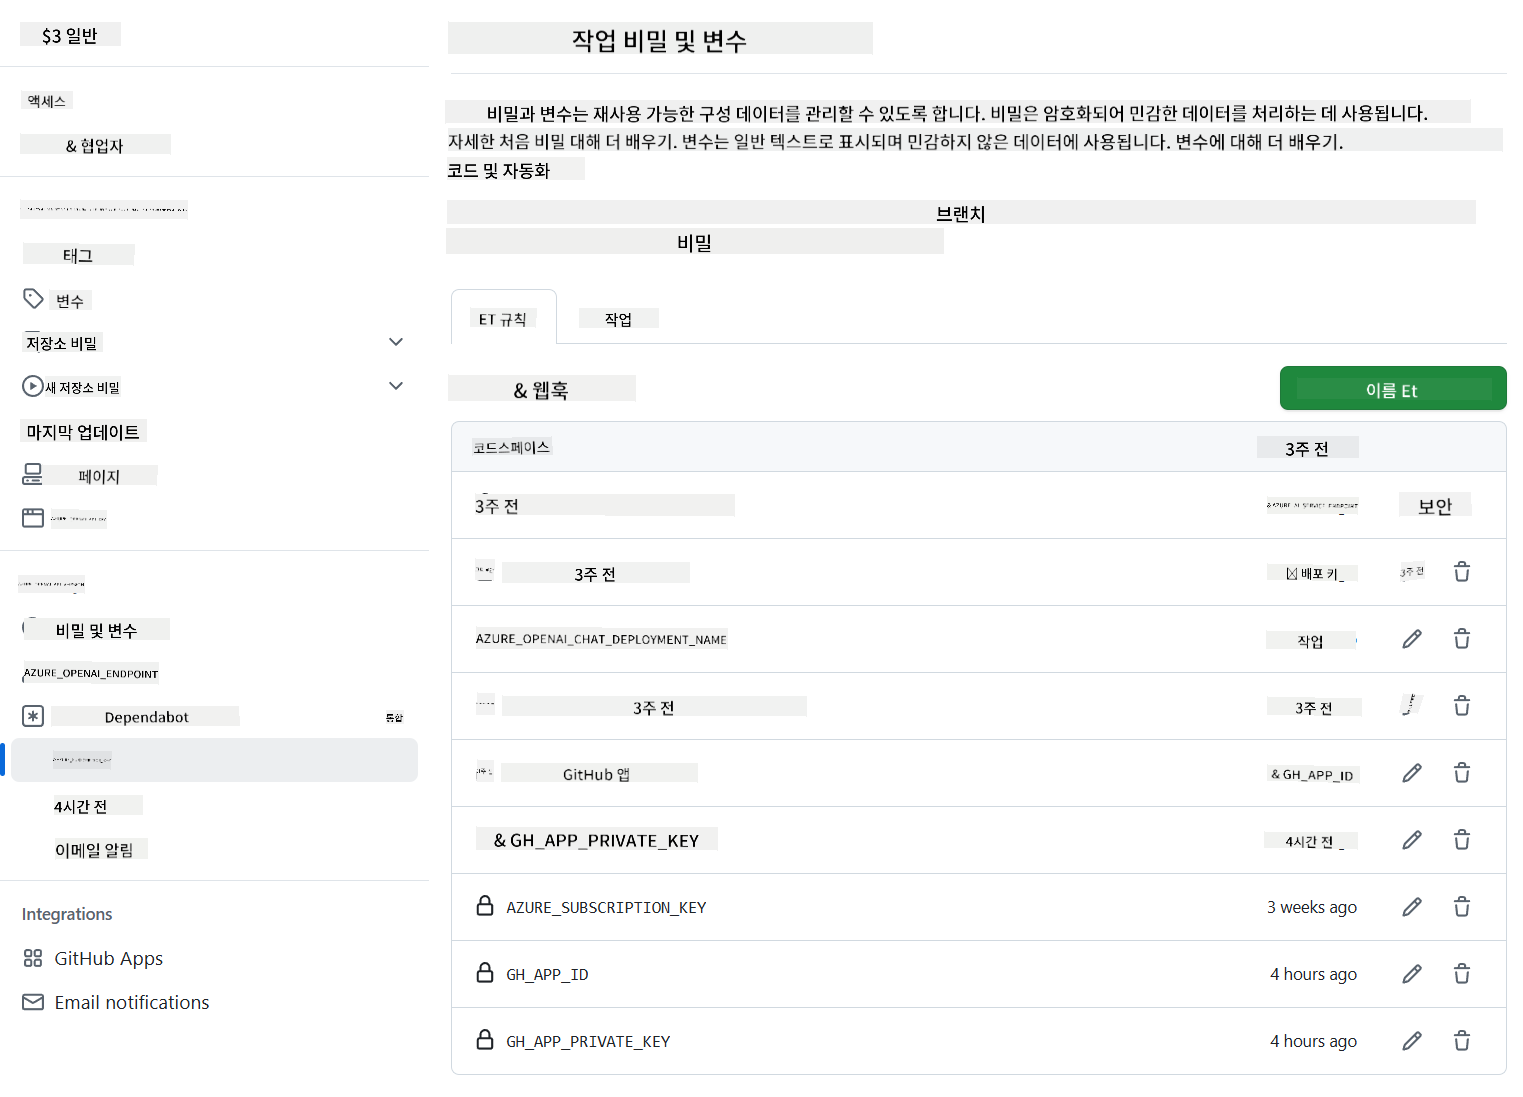 $3 일반
액세스
& 협업자
태그
변수
저장소 비밀
새 저장소 비밀
마지막 업데이트
페이지
비밀 및 변수
AZURE_OPENAI_ENDPOINT
Dependabot
통합
4시간 전
이메일 알림
Integrations
GitHub Apps
Email notifications
작업 비밀 및 변수
비밀과 변수는 재사용 가능한 구성 데이터를 관리할 수 있도록 합니다. 비밀은 암호화되어 민감한 데이터를 처리하는 데 사용됩니다.
자세한 처음 비밀 대해 더 배우기. 변수는 일반 텍스트로 표시되며 민감하지 않은 데이터에 사용됩니다. 변수에 대해 더 배우기.
코드 및 자동화
브랜치
비밀
ET 규칙
작업
& 웹훅
이름 Et
코드스페이스
3주 전
3주 전
& AZURE_AI_SERVICE_ENDPOINT
보안
3주 전
배포 키
3주 전
AZURE_OPENAI_CHAT_DEPLOYMENT_NAME
작업
3주 전
3주 전
GitHub 앱
& GH_APP_ID
& GH_APP_PRIVATE_KEY
4시간 전
AZURE_SUBSCRIPTION_KEY
3 weeks ago
GH_APP_ID
4 hours ago
GH_APP_PRIVATE_KEY
4 hours ago